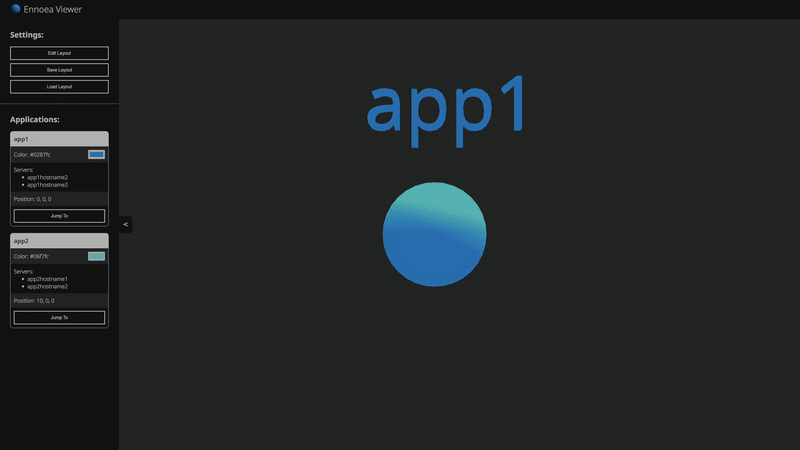 Ennoea Viewer
Settings:
Edit Layout
Save Layout
Load Layout
Applications:
app1
Color: #0287fc
Servers:
app1hostname2
app1hostname2
Position: 0, 0, 0
Jump To
app2
Color: #06f7fc
Servers:
app2hostname1
app2hostname2
Position: 10, 0, 0
Jump To
<
app1